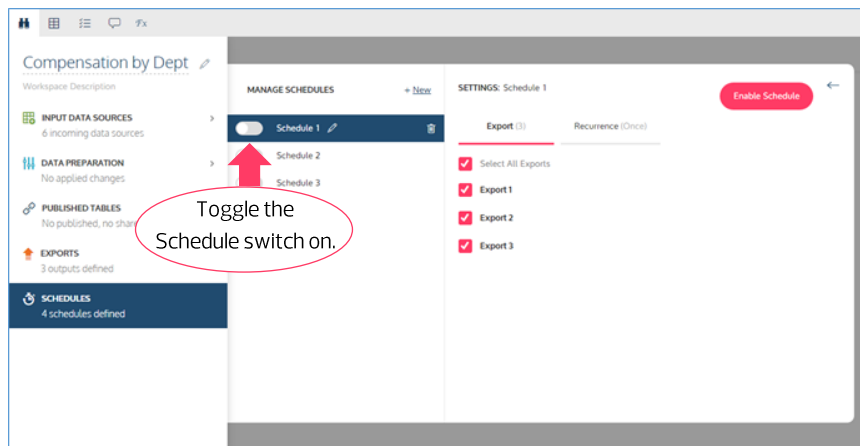 Fx
Compensation by Dept
Workspace Description
INPUT DATA SOURCES
6 incoming data sources
DATA PREPARATION
No applied changes
PUBLISHED TABLES
No published, no
EXPORTS
3 outputs defined
SCHEDULES
4 schedules defined
MANAGE SCHEDULES
+ New
Schedule 1
Schedule 2
Schedule 3
Toggle the
Schedule switch on.
SETTINGS: Schedule 1
Enable Schedule
Export (3) Recurrence (Once)
Select All Exports
Export 1
Export 2
Export 3